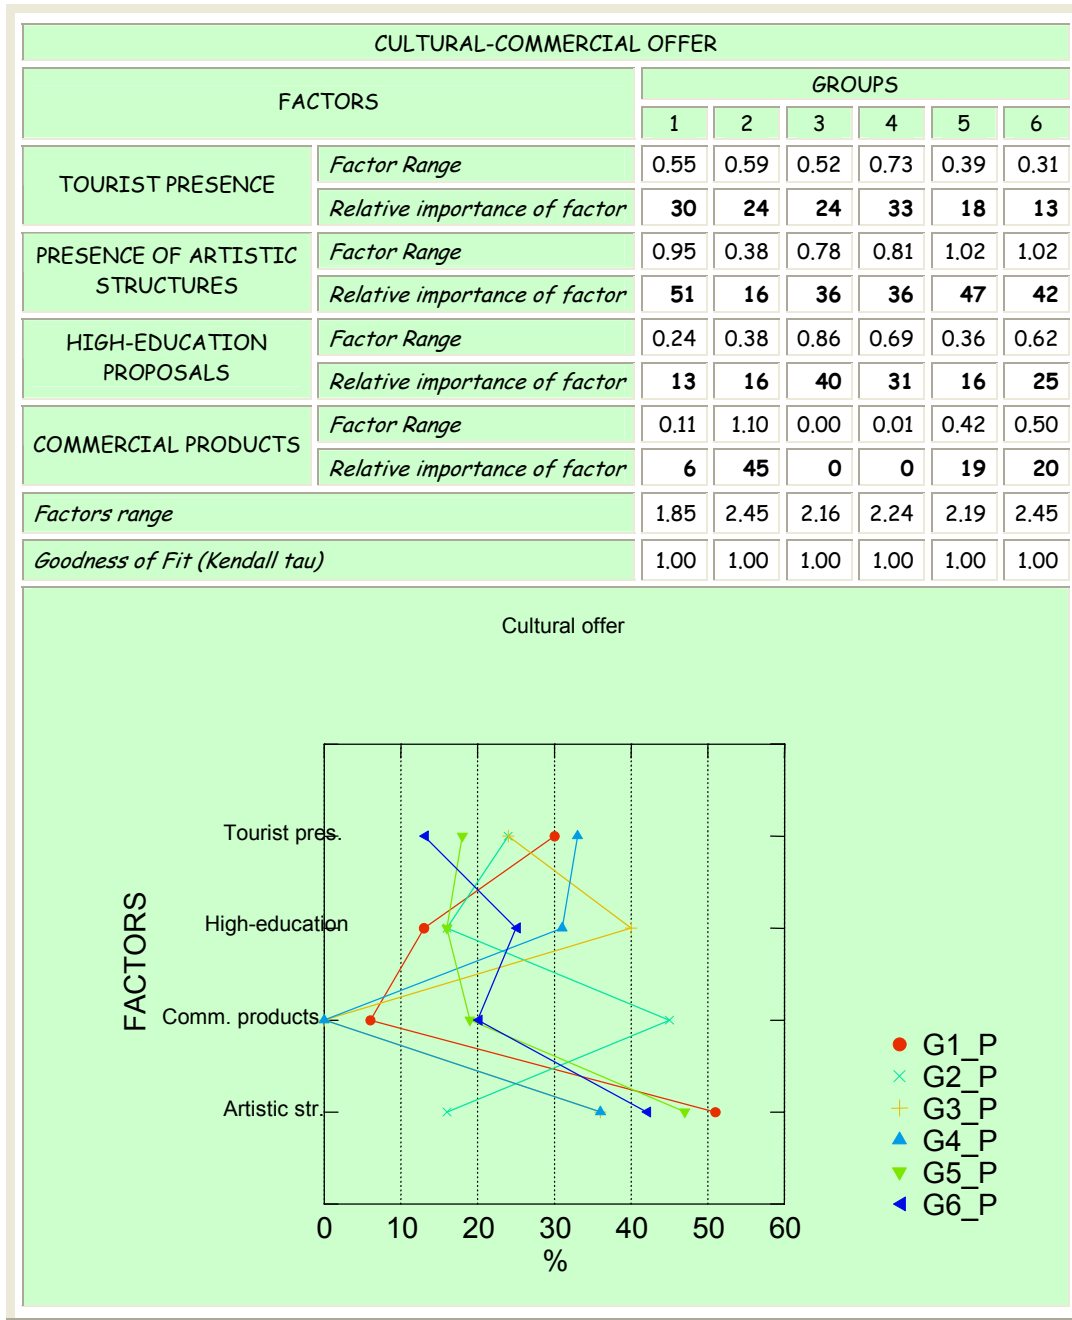 CULTURAL-COMMERCIAL OFFER
FACTORS
GROUPS
1 2 3 4 5 6
TOURIST PRESENCE
Factor Range 0.55 0.59 0.52 0.73 0.39 0.31
Relative importance of factor 30 24 24 33 18 13
PRESENCE OF ARTISTIC
STRUCTURES
Factor Range 0.95 0.38 0.78 0.81 1.02 1.02
Relative importance of factor 51 16 36 36 47 42
HIGH-EDUCATION
PROPOSALS
Factor Range 0.24 0.38 0.86 0.69 0.36 0.62
Relative importance of factor 13 16 40 31 16 25
COMMERCIAL PRODUCTS
Factor Range 0.11 1.10 0.00 0.01 0.42 0.50
Relative importance of factor 6 45 0 0 19 20
Factors range 1.85 2.45 2.16 2.24 2.19 2.45
Goodness of Fit (Kendall tau) 1.00 1.00 1.00 1.00 1.00 1.00
Cultural offer
FACTORS
Tourist pres.
High-education
Comm. products
Artistic str.
0 10 20 30 40 50 60
%
G1_P
G2_P
G3_P
G4_P
G5_P
G6_P